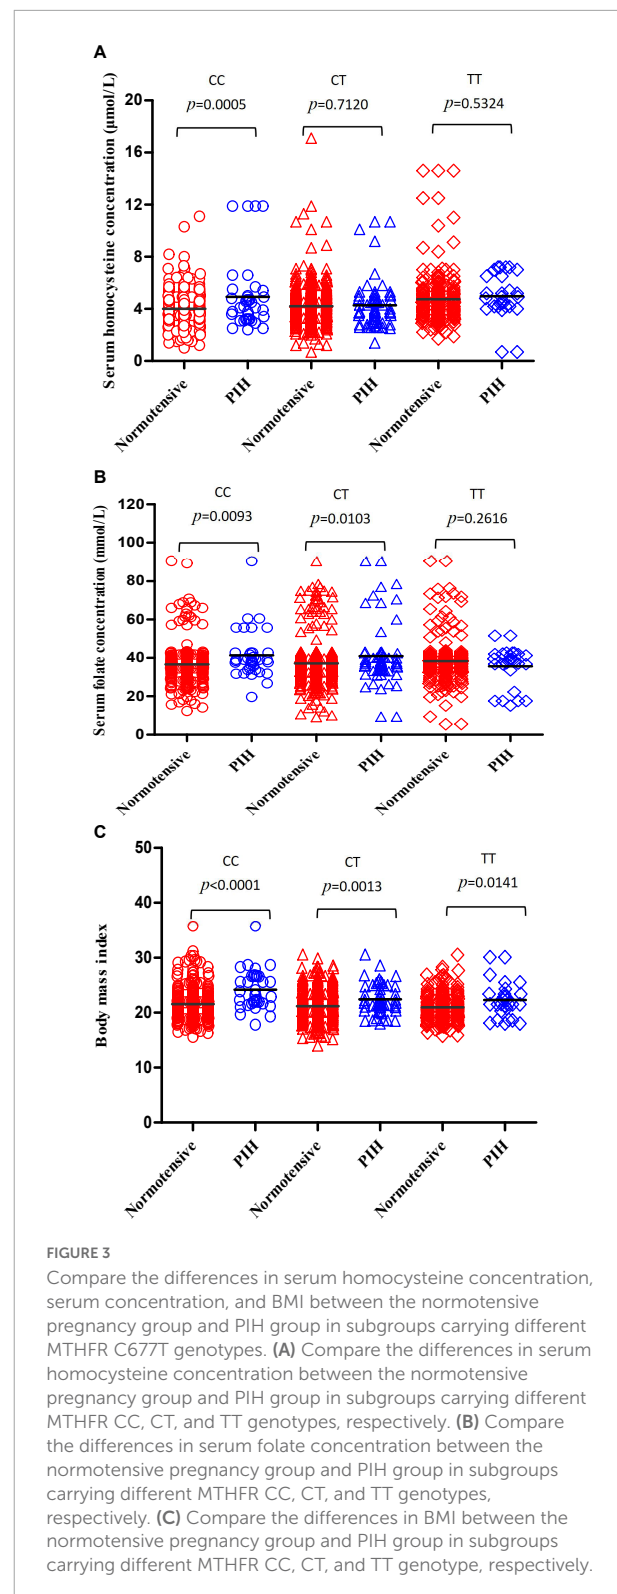 A
CC CT TT
p=0.0005 p=0.7120 p=0.5324
Serum homocysteine concentration (μmol/L)
20
16
12
8
4
0
Normotensive PIH Normotensive PIH Normotensive PIH
B
CC CT TT
p=0.0093 p=0.0103 p=0.2616
Serum folate concentration (mmol/L)
120
100
80
60
40
20
0
Normotensive PIH Normotensive PIH Normotensive PIH
C
CC CT TT
p<0.0001 p=0.0013 p=0.0141
Body mass index
50
40
30
20
10
0
Normotensive PIH Normotensive PIH Normotensive PIH
FIGURE 3
Compare the differences in serum homocysteine concentration,
serum concentration, and BMI between the normotensive
pregnancy group and PIH group in subgroups carrying different
MTHFR C677T genotypes. (A) Compare the differences in serum
homocysteine concentration between the normotensive
pregnancy group and PIH group in subgroups carrying different
MTHFR CC, CT, and TT genotypes, respectively. (B) Compare
the differences in serum folate concentration between the
normotensive pregnancy group and PIH group in subgroups
carrying different MTHFR CC, CT, and TT genotypes,
respectively. (C) Compare the differences in BMI between the
normotensive pregnancy group and PIH group in subgroups
carrying different MTHFR CC, CT, and TT genotype, respectively.